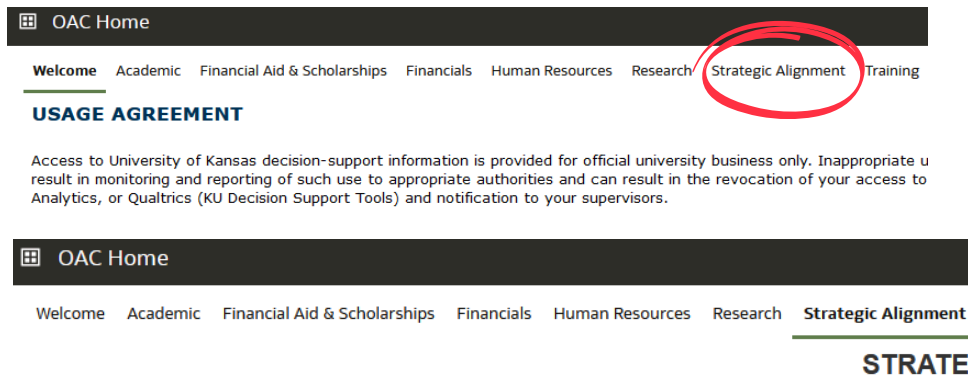 OAC Home
Welcome Academic Financial Aid & Scholarships Financials Human Resources Research Strategic Alignment Training
USAGE AGREEMENT
Access to University of Kansas decision-support information is provided for official university business only. Inappropriate u
result in monitoring and reporting of such use to appropriate authorities and can result in the revocation of your access to
Analytics, or Qualtrics (KU Decision Support Tools) and notification to your supervisors.
OAC Home
Welcome Academic Financial Aid & Scholarships Financials Human Resources Research Strategic Alignment
STRATE